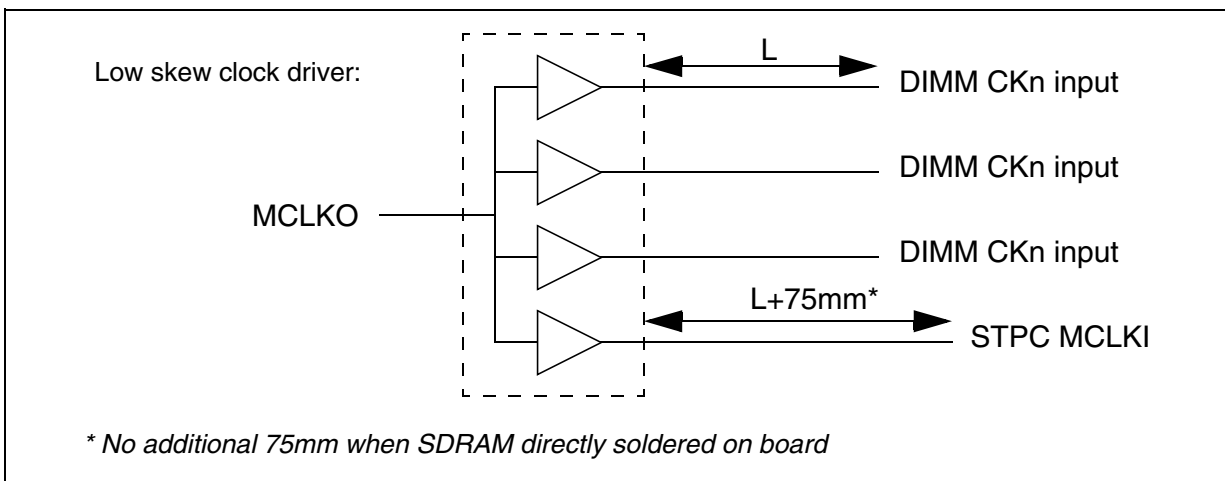 Low skew clock driver:
L
DIMM CKn input
DIMM CKn input
MCLKO
DIMM CKn input
L+75mm*
STPC MCLKI
* No additional 75mm when SDRAM directly soldered on board